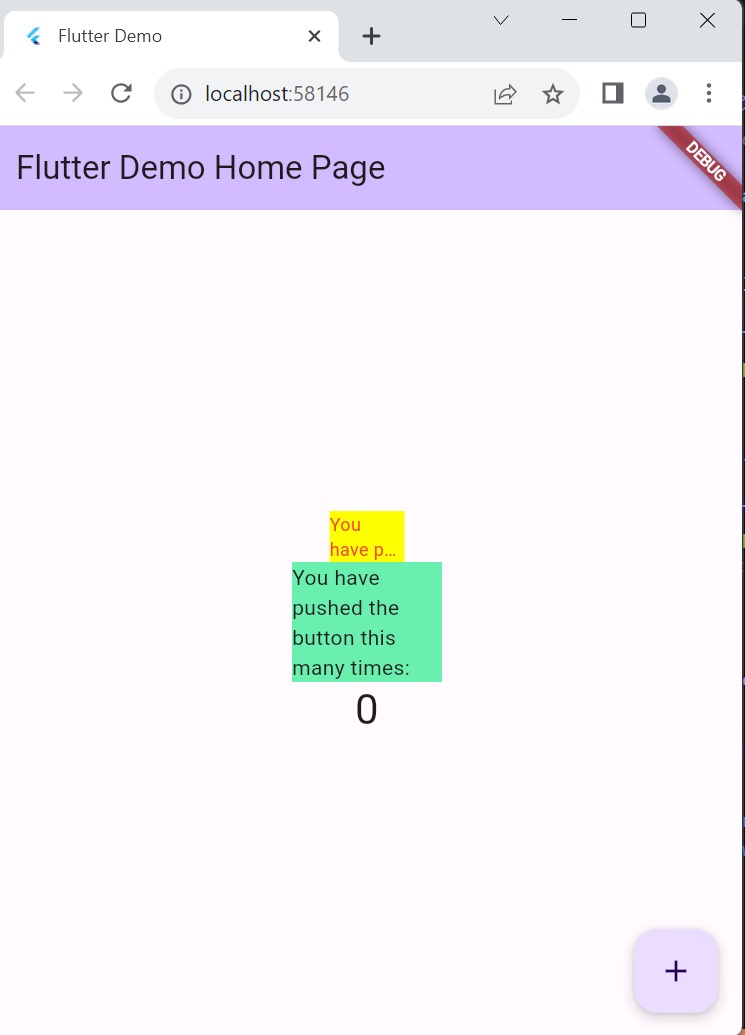 Flutter Demo
localhost:58146
Flutter Demo Home Page
DEBUG
You
have p...
You have
pushed the
button this
many times:
0